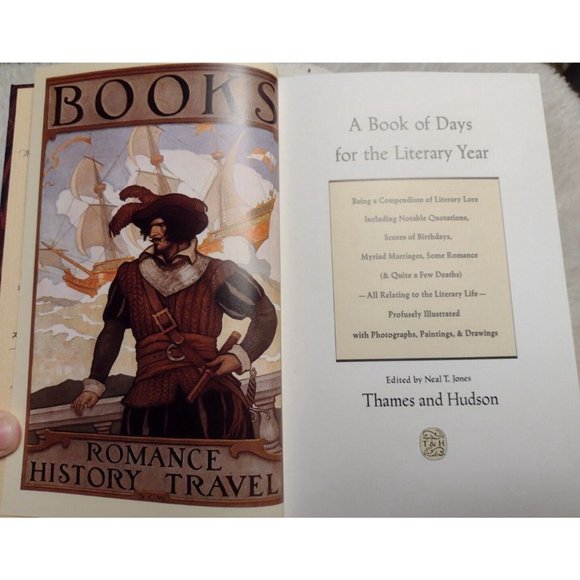 BOOKS
ROMANCE
HISTORY TRAVEL
N.C.W.
A Book of Days
for the Literary Year
Being a Compendium of Literary Lore
Including Notable Quotations,
Scores of Birthdays,
Myriad Marriages, Some Romance
(& Quite a Few Deaths)
—All Relating to the Literary Life—
Profusely Illustrated
with Photographs, Paintings, & Drawings
Edited by Neal T. Jones
Thames and Hudson
T & H